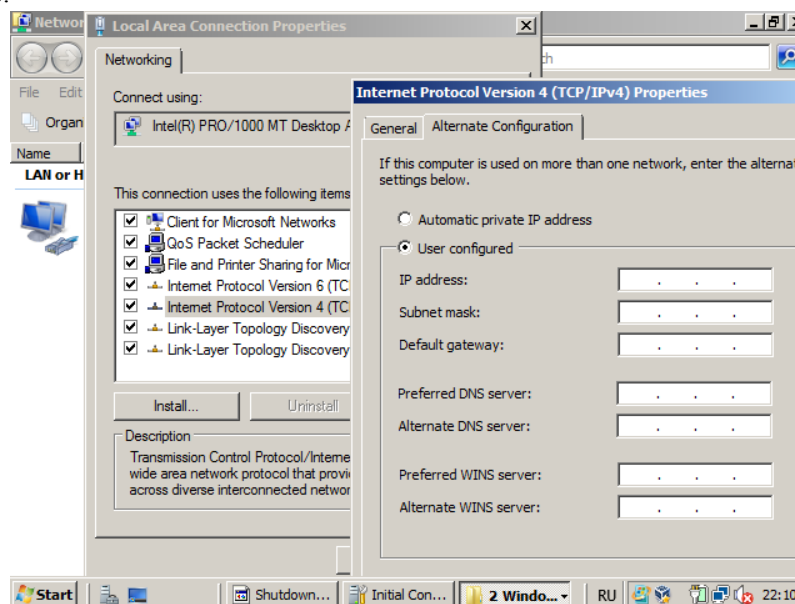 Networ
Local Area Connection Properties
ch
File Edit
Organ
Name
LAN or H
Networking
Connect using:
Intel(R) PRO/1000 MT Desktop A
This connection uses the following items
Client for Microsoft Networks
QoS Packet Scheduler
File and Printer Sharing for Micr
Internet Protocol Version 6 (TC
Internet Protocol Version 4 (TC
Link-Layer Topology Discovery
Link-Layer Topology Discovery
Install...
Uninstall
Description
Transmission Control Protocol/Interne
wide area network protocol that provi
across diverse interconnected networ
Internet Protocol Version 4 (TCP/IPv4) Properties
General
Alternate Configuration
If this computer is used on more than one network, enter the alterna
settings below.
Automatic private IP address
User configured
IP address:
Subnet mask:
Default gateway:
Preferred DNS server:
Alternate DNS server:
Preferred WINS server:
Alternate WINS server:
Start
Shutdown...
Initial Con...
2 Windo...
RU
22:10